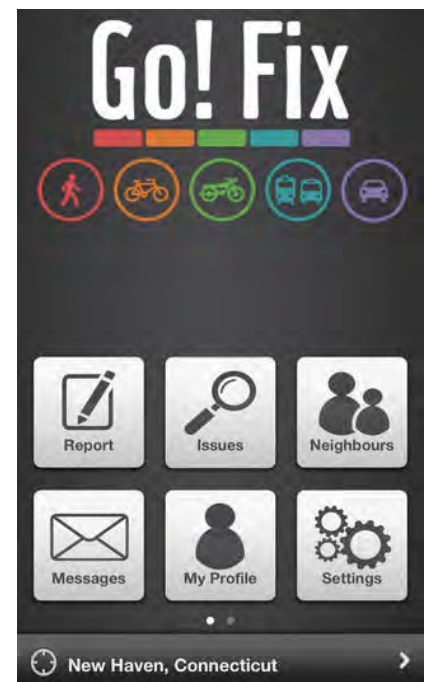 Go! Fix
Report
Issues
Neighbours
Messages
My Profile
Settings
New Haven, Connecticut